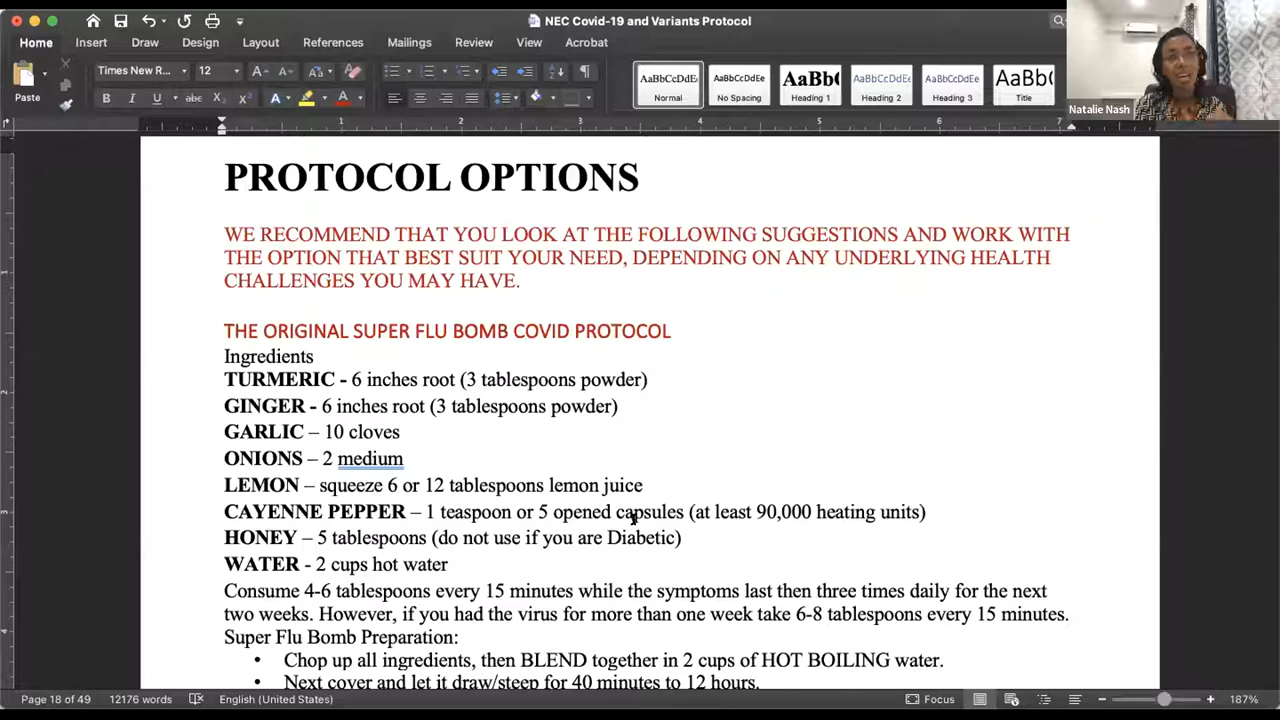 NEC Covid-19 and Variants Protocol
Home Insert Draw Design Layout References Mailings Review View Acrobat
Paste
Times New R... 12
AaBbCcDdEe AaBbCcDdEe AaBb( AaBbCcDdEe AaBbCcDdEe AaBb(
Normal No Spacing Heading 1 Heading 2 Heading 3 Title
Natalie Nash
1 2 3 4 5 6 7
PROTOCOL OPTIONS
WE RECOMMEND THAT YOU LOOK AT THE FOLLOWING SUGGESTIONS AND WORK WITH
THE OPTION THAT BEST SUIT YOUR NEED, DEPENDING ON ANY UNDERLYING HEALTH
CHALLENGES YOU MAY HAVE.
THE ORIGINAL SUPER FLU BOMB COVID PROTOCOL
Ingredients
TURMERIC - 6 inches root (3 tablespoons powder)
GINGER - 6 inches root (3 tablespoons powder)
GARLIC – 10 cloves
ONIONS – 2 medium
LEMON – squeeze 6 or 12 tablespoons lemon juice
CAYENNE PEPPER – 1 teaspoon or 5 opened capsules (at least 90,000 heating units)
HONEY – 5 tablespoons (do not use if you are Diabetic)
WATER - 2 cups hot water
Consume 4-6 tablespoons every 15 minutes while the symptoms last then three times daily for the next
two weeks. However, if you had the virus for more than one week take 6-8 tablespoons every 15 minutes.
Super Flu Bomb Preparation:
• Chop up all ingredients, then BLEND together in 2 cups of HOT BOILING water.
• Next cover and let it draw/steep for 40 minutes to 12 hours.
Page 18 of 49 12176 words English (United States) Focus 187%